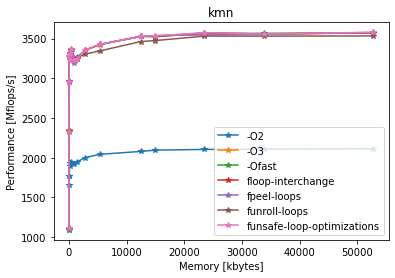 kmn
Performance [Mflops/s]
3500
3000
2500
2000
1500
1000
-O2
-O3
-Ofast
floop-interchange
fpeel-loops
funroll-loops
funsafe-loop-optimizations
0
10000
20000
30000
40000
50000
Memory [kbytes]